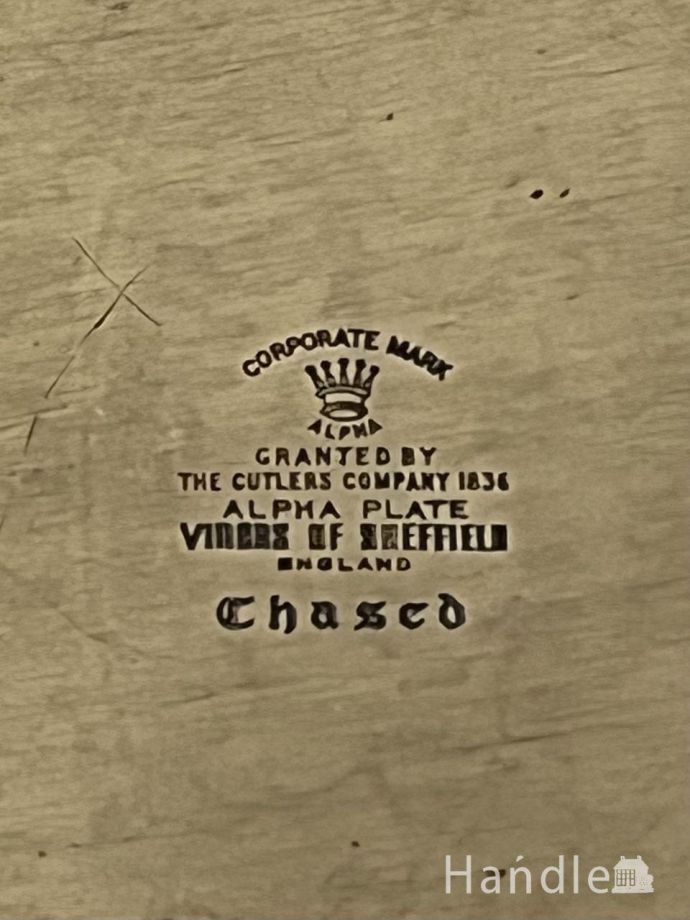 CORPORATE MARK
ALPHA
GRANTED BY
THE CUTLERS COMPANY 1836
ALPHA PLATE
VINERS OF SHEFFIELD
ENGLAND
Chased
Handle